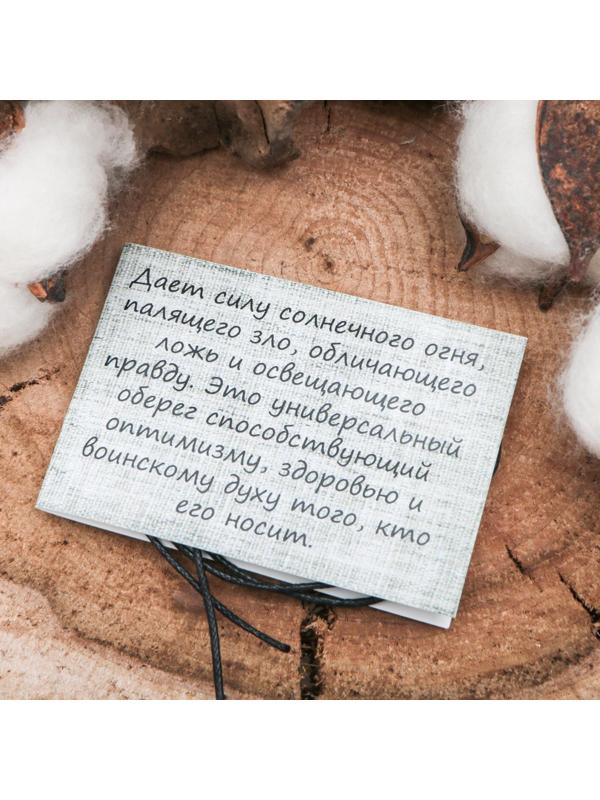 Дает силу солнечного огня,
палящего зло, обличающего
ложь и освещающего
правду. Это универсальный
оберег способствующий
оптимизму, здоровью и
воинскому духу того, кто
его носит.